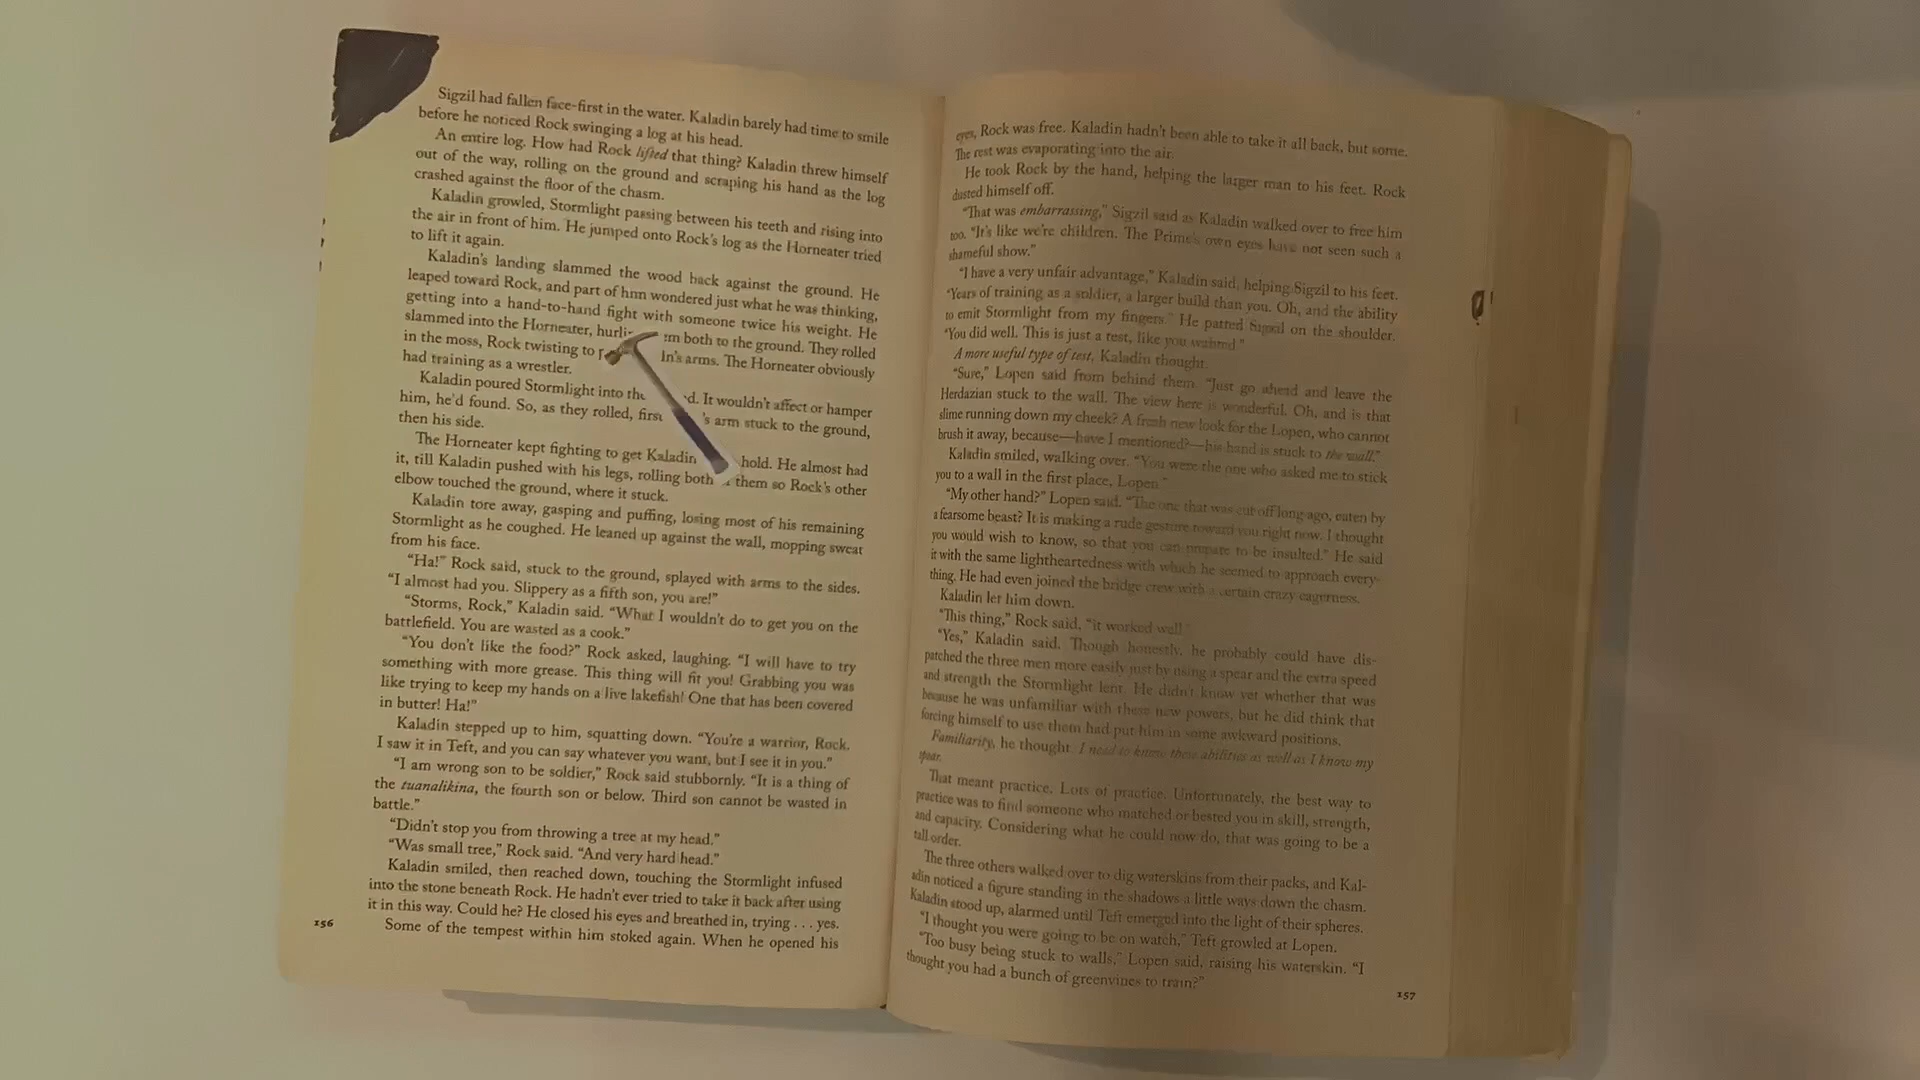 Sigzil had fallen face-first in the water. Kaladin barely had time to smile
before he noticed Rock swinging a log at his head.
An entire log. How had Rock lifted that thing? Kaladin threw himself
out of the way, rolling on the ground and scraping his hand as the log
crashed against the floor of the chasm.
Kaladin growled, Stormlight passing between his teeth and rising into
the air in front of him. He jumped onto Rock's log as the Horneater tried
to lift it again.
Kaladin's landing slammed the wood back against the ground. He
leaped toward Rock, and part of him wondered just what he was thinking,
getting into a hand-to-hand fight with someone twice his weight. He
slammed into the Horneater, em both to the ground. They rolled
in the moss, Rock twisting to in's arms. The Horneater obviously
had training as a wrestler.
Kaladin poured Stormlight into the d. It wouldn't affect or hamper
him, he'd found. So, as they rolled, first 's arm stuck to the ground,
then his side.
The Horneater kept fighting to get Kaladin hold. He almost had
it, till Kaladin pushed with his legs, rolling both them so Rock's other
elbow touched the ground, where it stuck.
Kaladin tore away, gasping and puffing, losing most of his remaining
Stormlight as he coughed. He leaned up against the wall, mopping sweat
from his face.
“Ha!” Rock said, stuck to the ground, splayed with arms to the sides.
“I almost had you. Slippery as a fifth son, you are!”
“Storms, Rock,” Kaladin said. “What I wouldn't do to get you on the
battlefield. You are wasted as a cook.”
“You don't like the food?” Rock asked, laughing. “I will have to try
something with more grease. This thing will fit you! Grabbing you was
like trying to keep my hands on a live lakefish! One that has been covered
in butter! Ha!”
Kaladin stepped up to him, squatting down. “You're a warrior, Rock.
I saw it in Teft, and you can say whatever you want, but I see it in you.”
“I am wrong son to be soldier,” Rock said stubbornly. “It is a thing of
the tuanalikina, the fourth son or below. Third son cannot be wasted in
battle.”
“Didn't stop you from throwing a tree at my head.”
“Was small tree,” Rock said. “And very hard head.”
Kaladin smiled, then reached down, touching the Stormlight infused
into the stone beneath Rock. He hadn't ever tried to take it back after using
it in this way. Could he? He closed his eyes and breathed in, trying . . . yes.
Some of the tempest within him stoked again. When he opened his
156
eyes, Rock was free. Kaladin hadn't been able to take it all back, but some.
The rest was evaporating into the air.
He took Rock by the hand, helping the larger man to his feet. Rock
dusted himself off.
“That was embarrassing,” Sigzil said as Kaladin walked over to free him
too. “It's like we're children. The Prime's own eyes have not seen such a
shameful show.”
“I have a very unfair advantage,” Kaladin said, helping Sigzil to his feet.
“Years of training as a soldier, a larger build than you. Oh, and the ability
to emit Stormlight from my fingers.” He patted Sigzil on the shoulder.
“You did well. This is just a test, like you wanted.”
A more useful type of test, Kaladin thought.
“Sure,” Lopen said from behind them. “Just go ahead and leave the
Herdazian stuck to the wall. The view here is wonderful. Oh, and is that
slime running down my cheek? A fresh new look for the Lopen, who cannot
brush it away, because—have I mentioned?—his hand is stuck to the wall.”
Kaladin smiled, walking over. “You were the one who asked me to stick
you to a wall in the first place, Lopen.”
“My other hand?” Lopen said. “The one that was cut off long ago, eaten by
a fearsome beast? It is making a rude gesture toward you right now. I thought
you would wish to know, so that you can prepare to be insulted.” He said
it with the same lightheartedness with which he seemed to approach every-
thing. He had even joined the bridge crew with a certain crazy eagerness.
Kaladin let him down.
“This thing,” Rock said, “it worked well.”
“Yes,” Kaladin said. Though honestly, he probably could have dis-
patched the three men more easily just by using a spear and the extra speed
and strength the Stormlight lent. He didn't know yet whether that was
because he was unfamiliar with these new powers, but he did think that
forcing himself to use them had put him in some awkward positions.
Familiarity, he thought. I need to know these abilities as well as I know my
spear.
That meant practice. Lots of practice. Unfortunately, the best way to
practice was to find someone who matched or bested you in skill, strength,
and capacity. Considering what he could now do, that was going to be a
tall order.
The three others walked over to dig waterskins from their packs, and Kal-
adin noticed a figure standing in the shadows a little ways down the chasm.
Kaladin stood up, alarmed until Teft emerged into the light of their spheres.
“I thought you were going to be on watch,” Teft growled at Lopen.
“Too busy being stuck to walls,” Lopen said, raising his waterskin. “I
thought you had a bunch of greenvines to train?”
157